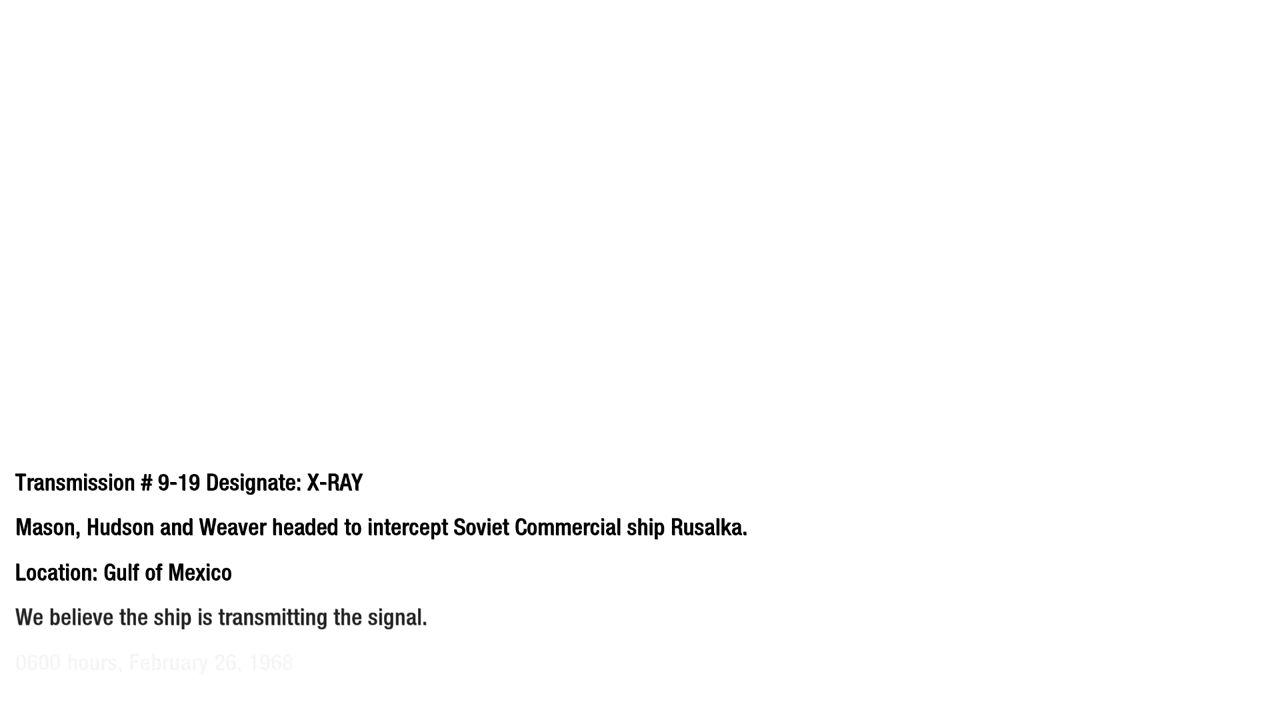 Transmission # 9-19 Designate: X-RAY
Mason, Hudson and Weaver headed to intercept Soviet Commercial ship Rusalka.
Location: Gulf of Mexico
We believe the ship is transmitting the signal.
0600 hours, February 26, 1968